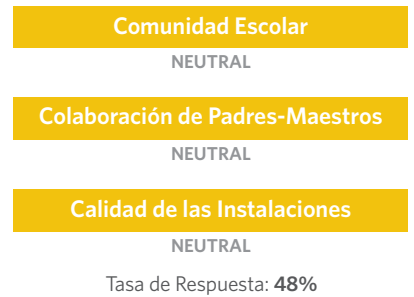 Comunidad Escolar
NEUTRAL
Colaboración de Padres-Maestros
NEUTRAL
Calidad de las Instalaciones
NEUTRAL
Tasa de Respuesta: 48%